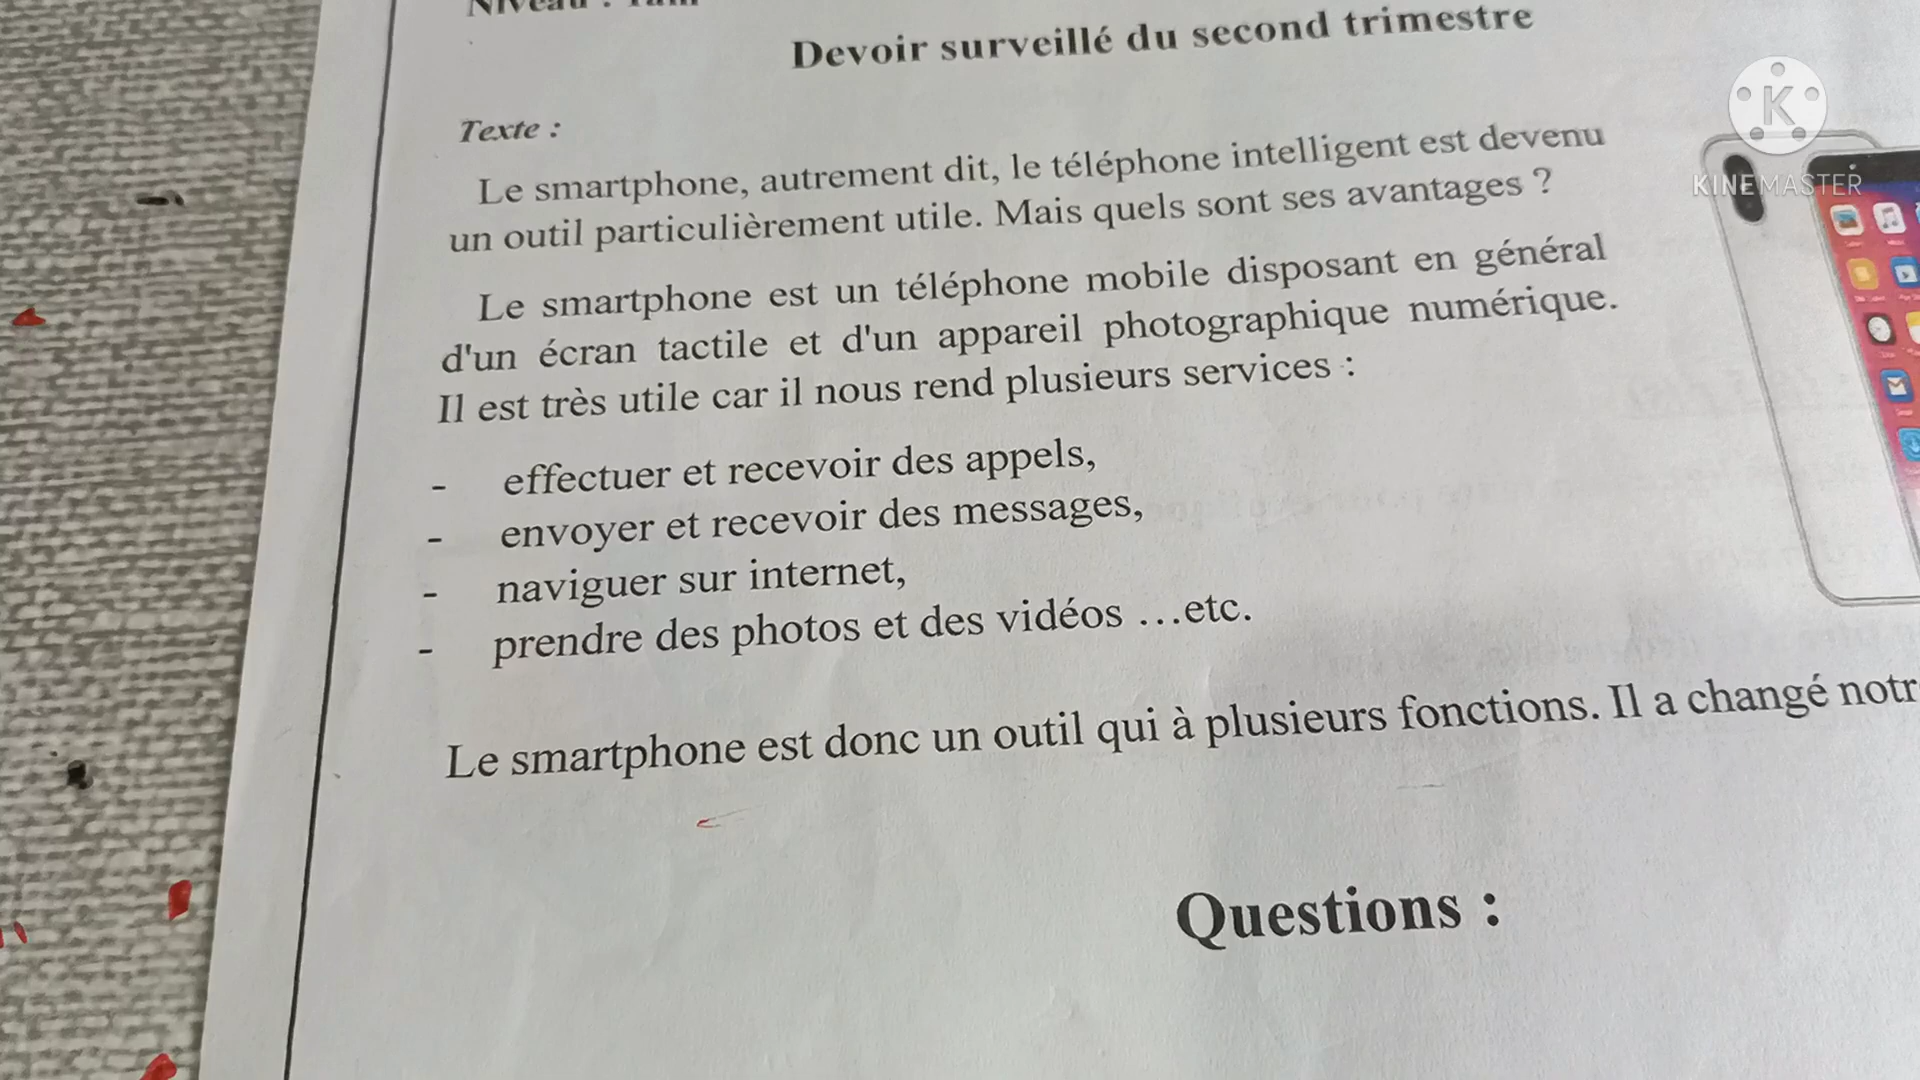 Niveau :
Devoir surveillé du second trimestre
KINEMASTER
Texte :
Le smartphone, autrement dit, le téléphone intelligent est devenu
un outil particulièrement utile. Mais quels sont ses avantages ?
Le smartphone est un téléphone mobile disposant en général
d'un écran tactile et d'un appareil photographique numérique.
Il est très utile car il nous rend plusieurs services :
- effectuer et recevoir des appels,
- envoyer et recevoir des messages,
- naviguer sur internet,
- prendre des photos et des vidéos ...etc.
Le smartphone est donc un outil qui à plusieurs fonctions. Il a changé notr
Questions :